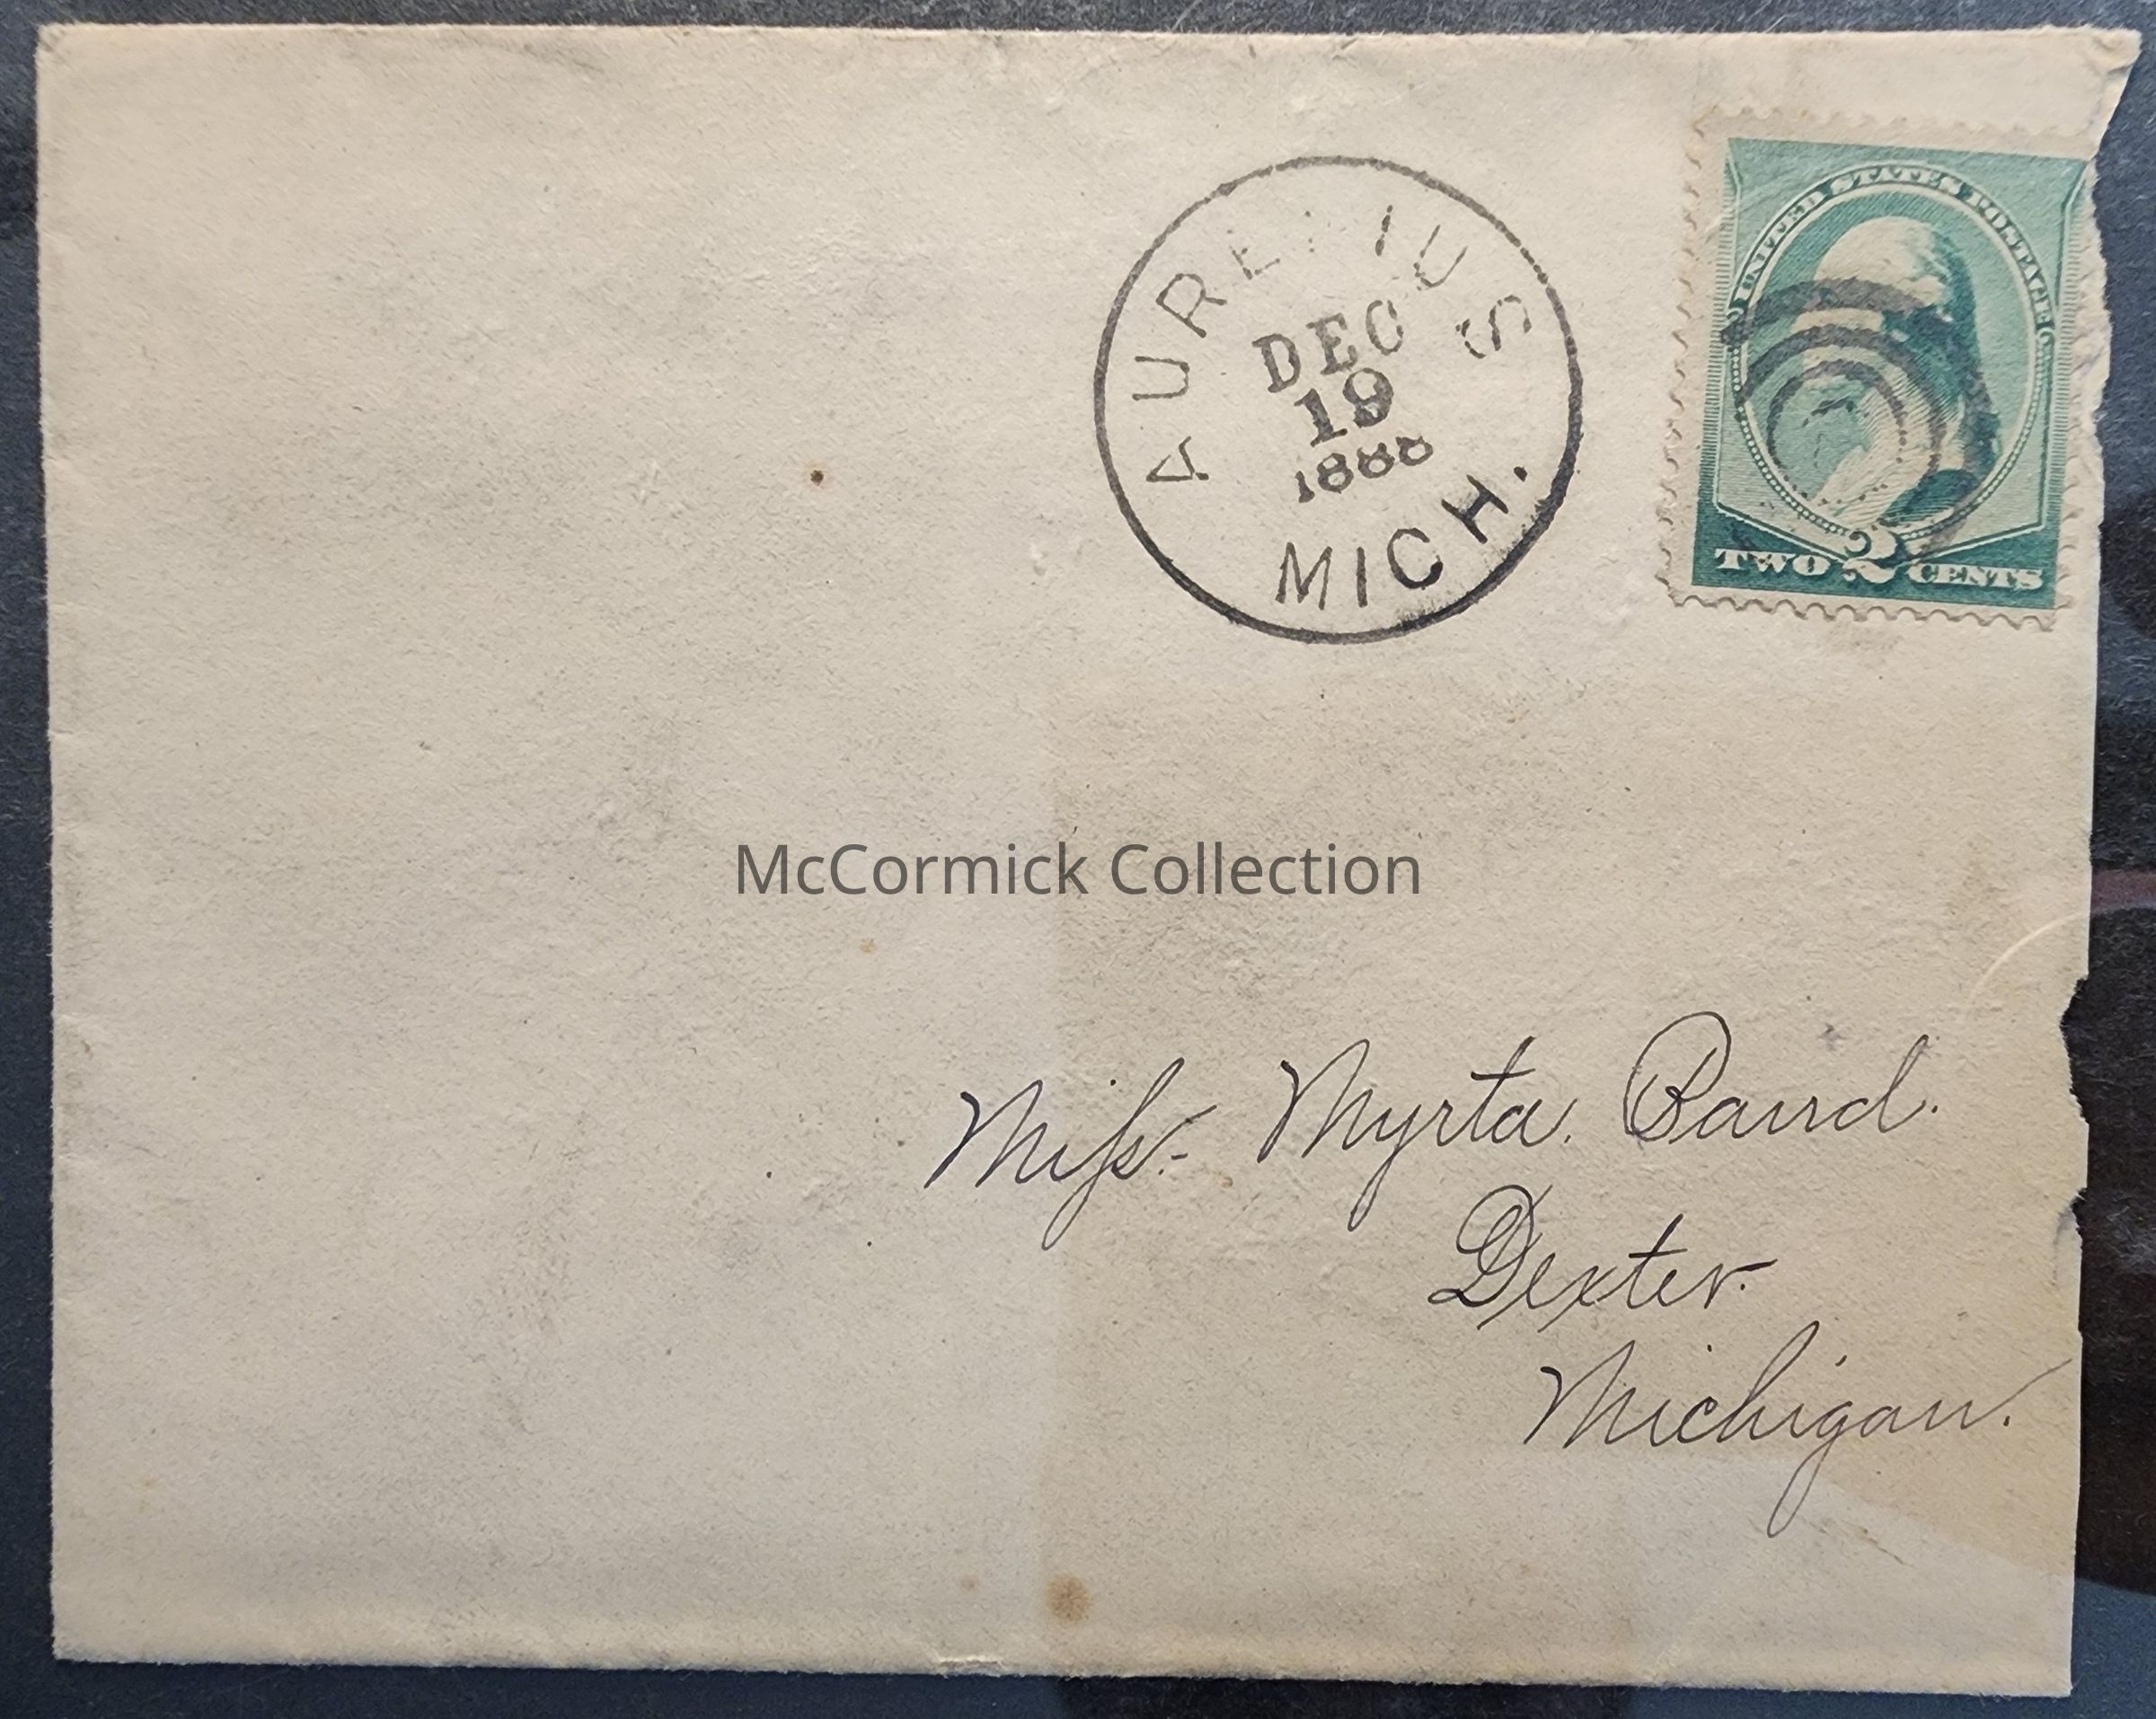 AURELIUS
DEC
19
1888
MICH.
UNITED STATES POSTAGE
TWO 2 CENTS
McCormick Collection
Miss Myrta. Baird.
Dexter.
Michigan.